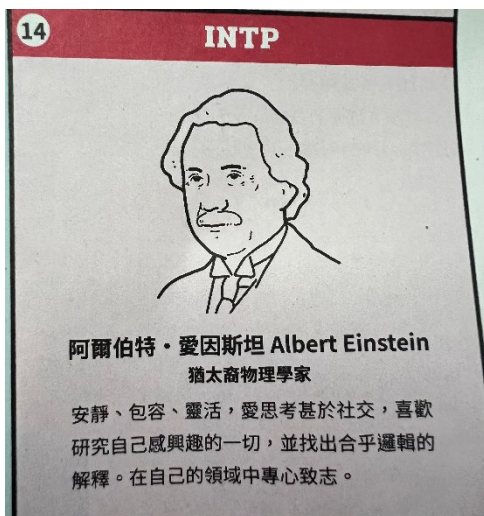 14
INTP
阿爾伯特・愛因斯坦 Albert Einstein
猶太裔物理學家
安靜、包容、靈活，愛思考甚於社交，喜歡
研究自己感興趣的一切，並找出合乎邏輯的
解釋。在自己的領域中專心致志。